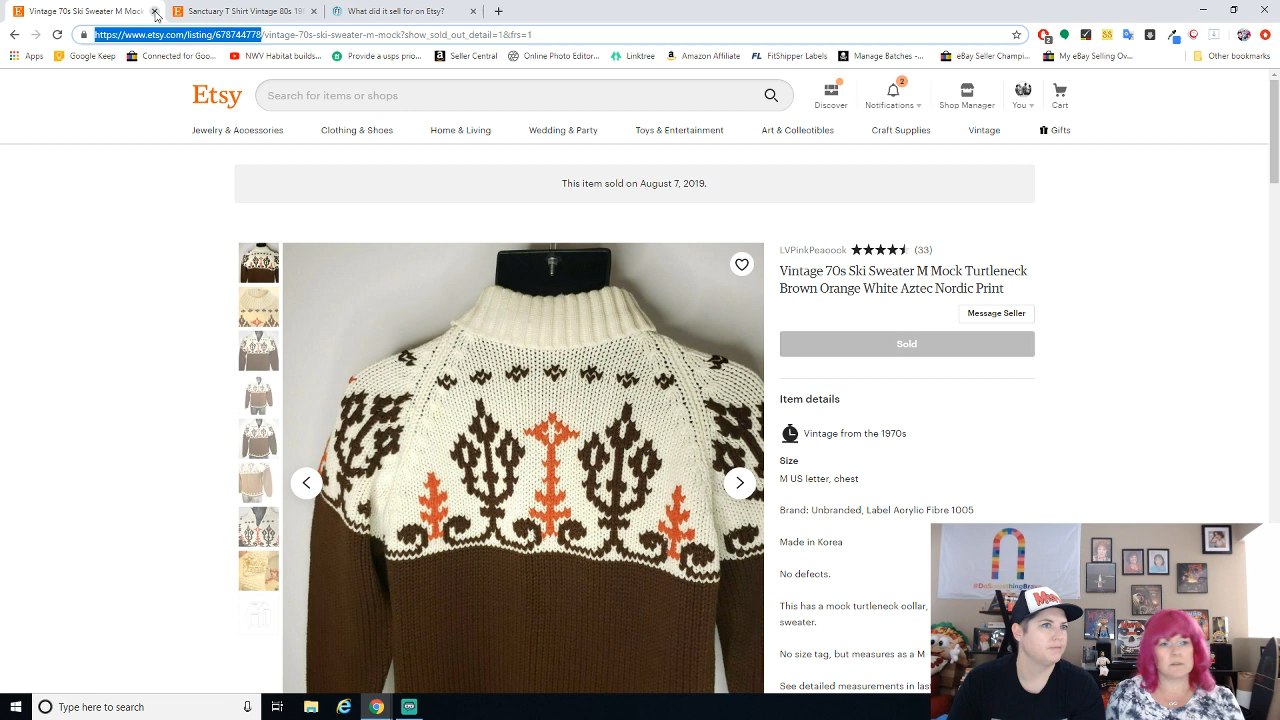 Vintage 70s Ski Sweater M Mock
Sanctuary T Shirt Vintage 80s 19
What did it sell for on Etsy?
https://www.etsy.com/listing/678744778/vintage-70s-ski-sweater-m-mock?show_sold_out_detail=1&frs=1
Apps Google Keep Connected for Goo... NWV Habitat buildi... File & ride a usps prio... Seller Central Online Photo Editor... Linktree Amazon Affiliate FitShipper Labels Manage Batches -... eBay Seller Champi... My eBay Selling Ov... Other bookmarks
Etsy Search for items or shops
2
Discover Notifications Shop Manager You Cart
Jewelry & Accessories Clothing & Shoes Home & Living Wedding & Party Toys & Entertainment Art & Collectibles Craft Supplies Vintage Gifts
This item sold on August 7, 2019.
LVPinkPeacock (33)
Vintage 70s Ski Sweater M Mock Turtleneck
Brown Orange White Aztec Nordic Print
Message Seller
Sold
Item details
Vintage from the 1970s
Size
M US letter, chest
Brand: Unbranded, Label Acrylic Fibre 1005
Made in Korea
No defects.
This has a mock turtleneck collar,
sweater.
No size tag, but measures as a M
See detailed measurements in last
Type here to search